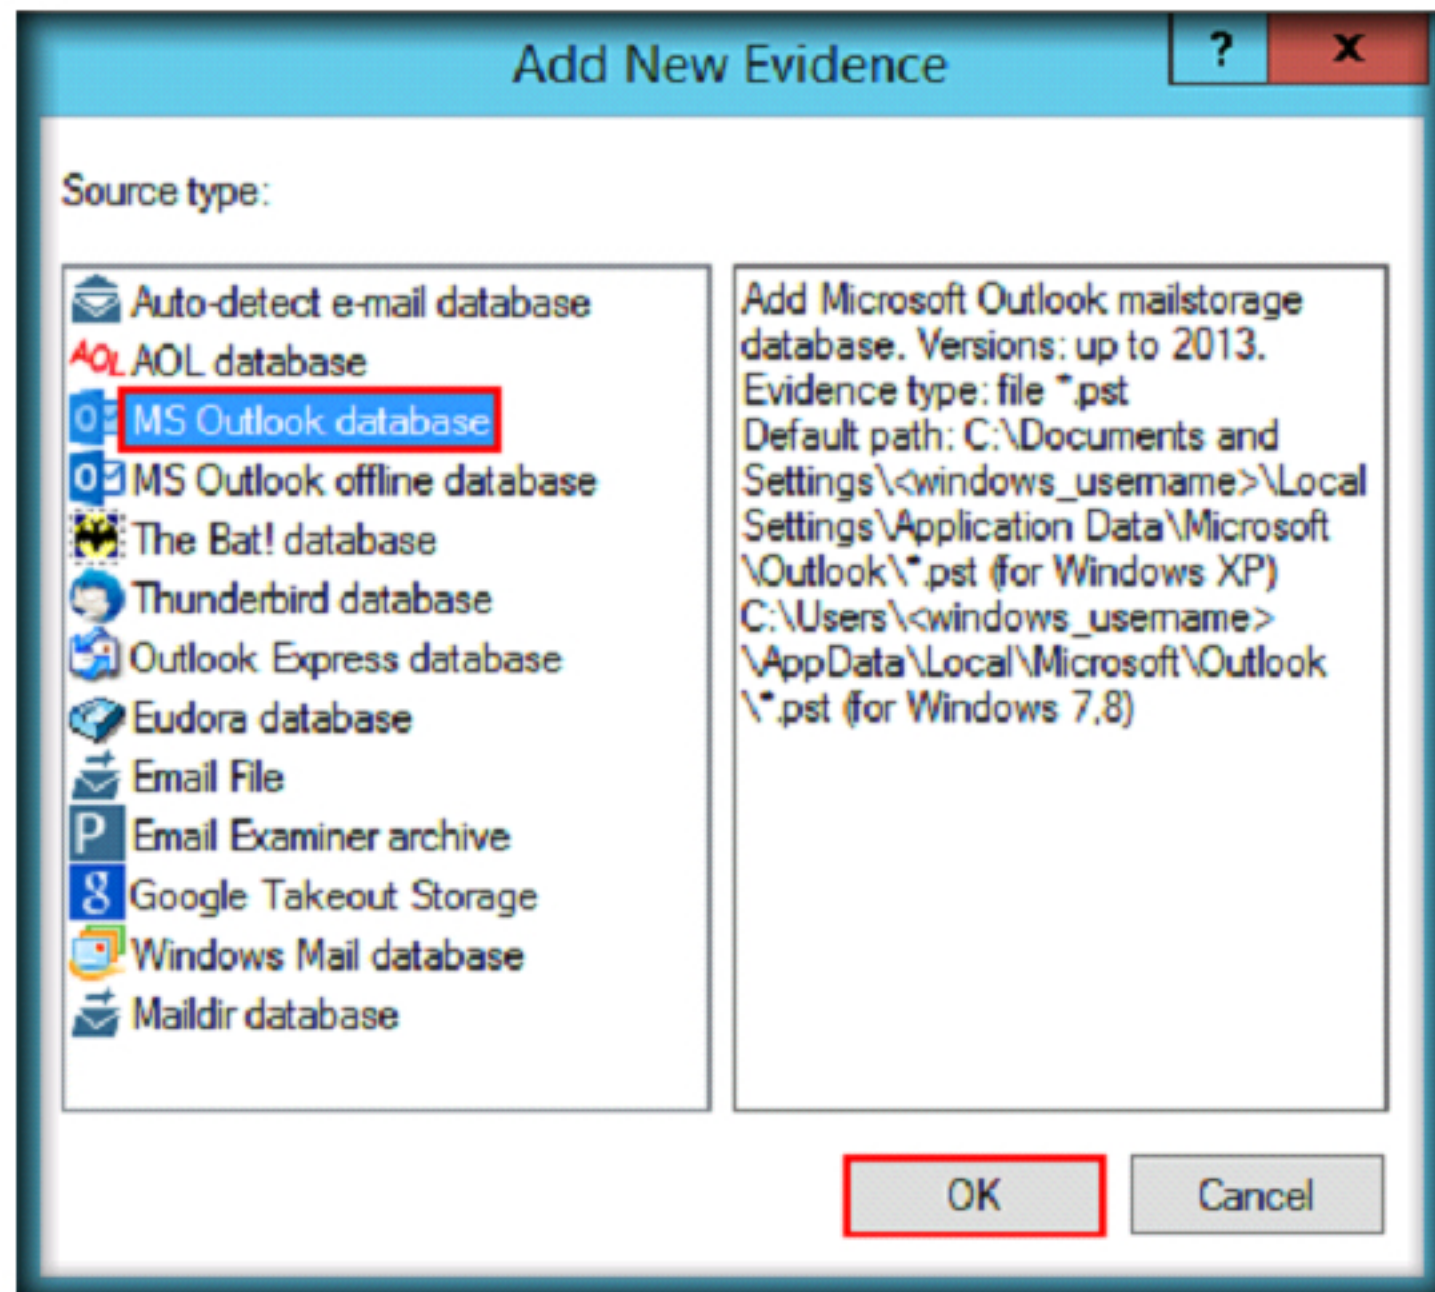 Add New Evidence
?
x
Source type:
Auto-detect e-mail database
AOL AOL database
MS Outlook database
MS Outlook offline database
The Bat! database
Thunderbird database
Outlook Express database
Eudora database
Email File
P Email Examiner archive
g Google Takeout Storage
Windows Mail database
Maildir database
Add Microsoft Outlook mailstorage
database. Versions: up to 2013.
Evidence type: file *.pst
Default path: C:\Documents and
Settings\<windows_username>\Local
Settings\Application Data\Microsoft
\Outlook\*.pst (for Windows XP)
C:\Users\<windows_username>
\AppData\Local\Microsoft\Outlook
\*.pst (for Windows 7,8)
OK
Cancel